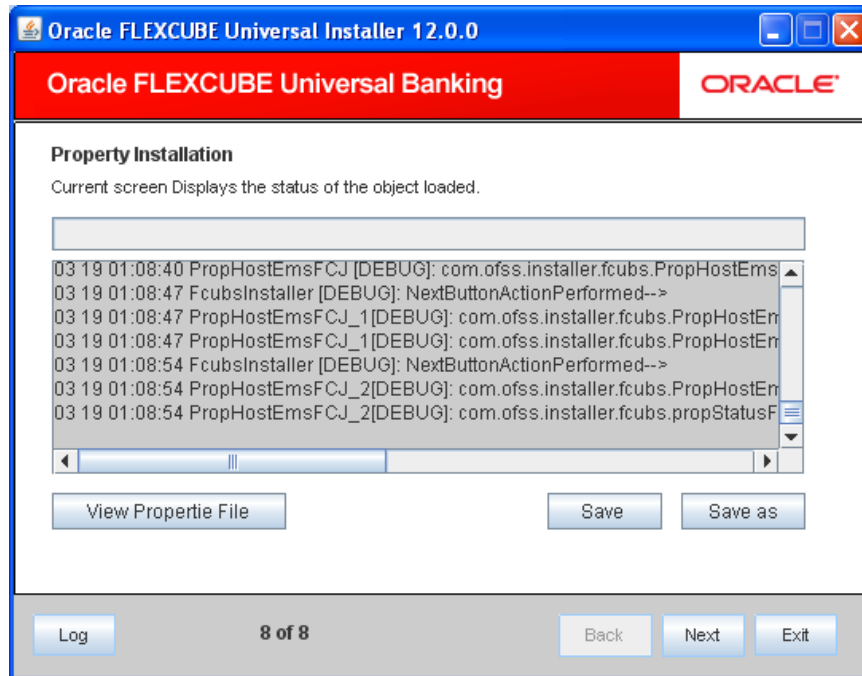 Oracle FLEXCUBE Universal Installer 12.0.0
Oracle FLEXCUBE Universal Banking
ORACLE
Property Installation
Current screen Displays the status of the object loaded.
03 19 01:08:40 PropHostEmsFCJ [DEBUG]: com.ofss.installer.fcubs.PropHostEms
03 19 01:08:47 FcubsInstaller [DEBUG]: NextButtonActionPerformed-->
03 19 01:08:47 PropHostEmsFCJ_1[DEBUG]: com.ofss.installer.fcubs.PropHostEm
03 19 01:08:47 PropHostEmsFCJ_1[DEBUG]: com.ofss.installer.fcubs.PropHostEm
03 19 01:08:54 FcubsInstaller [DEBUG]: NextButtonActionPerformed-->
03 19 01:08:54 PropHostEmsFCJ_2[DEBUG]: com.ofss.installer.fcubs.PropHostEm
03 19 01:08:54 PropHostEmsFCJ_2[DEBUG]: com.ofss.installer.fcubs.propStatusF
View Propertie File Save Save as
Log 8 of 8 Back Next Exit